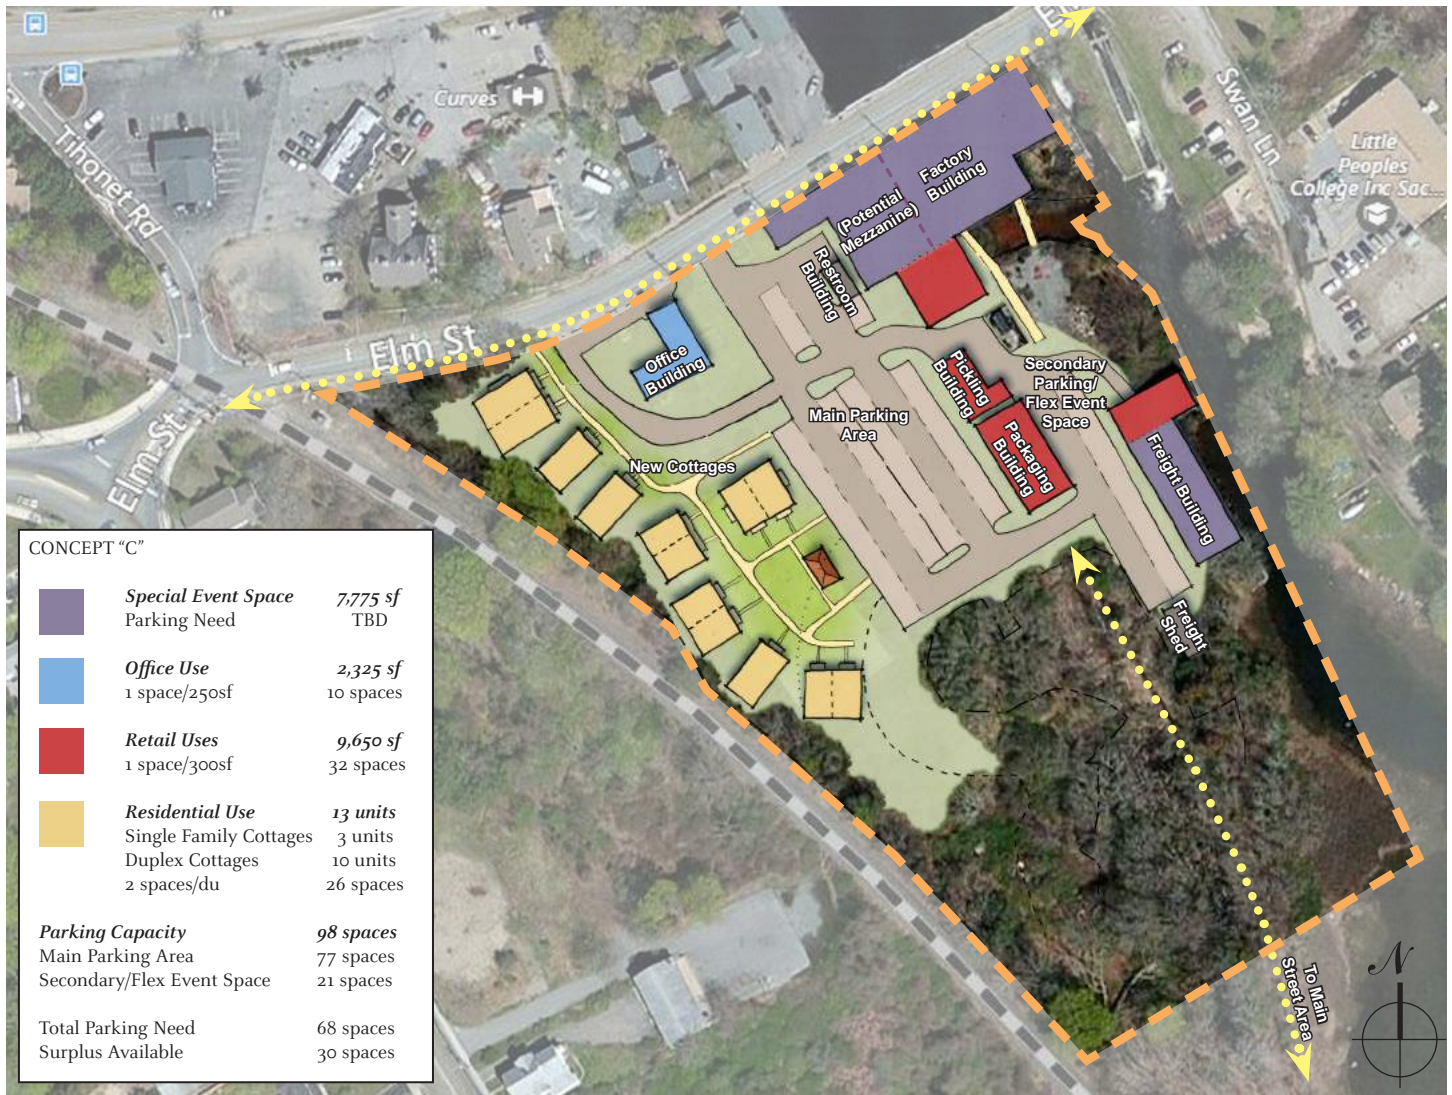 Curves
Tihonet Rd
Swan Ln
Little
Peoples
College Inc Sac...
Elm St
Elm St
Factory
Building
(Potential
Mezzanine)
Restroom
Building
Office
Building
Pickling
Building
Secondary
Parking/
Flex Event
Space
Main Parking
Area
Packaging
Building
Freight Building
New Cottages
Freight
Shed
To Main
Street Area
N
CONCEPT “C”
Special Event Space 7,775 sf
Parking Need TBD
Office Use 2,325 sf
1 space/250sf 10 spaces
Retail Uses 9,650 sf
1 space/300sf 32 spaces
Residential Use 13 units
Single Family Cottages 3 units
Duplex Cottages 10 units
2 spaces/du 26 spaces
Parking Capacity 98 spaces
Main Parking Area 77 spaces
Secondary/Flex Event Space 21 spaces
Total Parking Need 68 spaces
Surplus Available 30 spaces